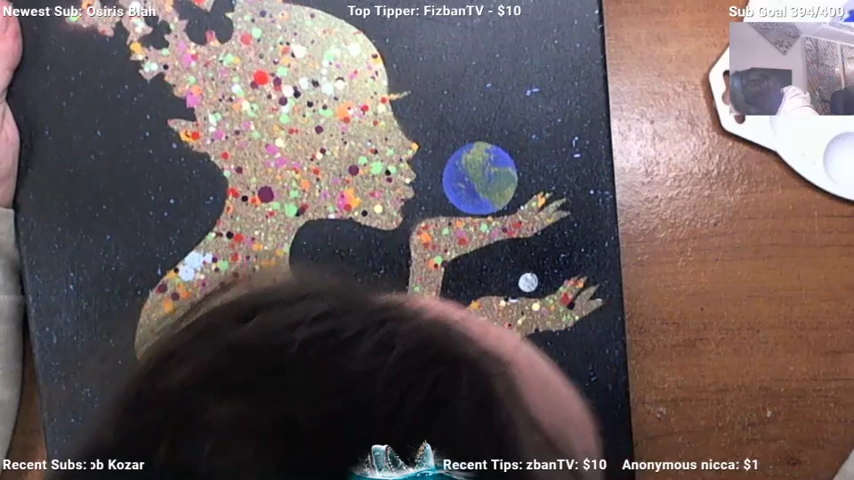 Newest Sub: Osiris Blah
Top Tipper: FizbanTV - $10
Sub Goal 394/400
Recent Subs: ob Kozar
Recent Tips: zbanTV: $10 Anonymous nicca: $1